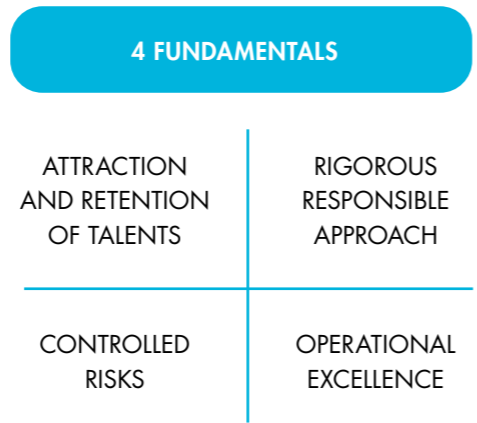 4 FUNDAMENTALS
ATTRACTION
AND RETENTION
OF TALENTS
RIGOROUS
RESPONSIBLE
APPROACH
CONTROLLED
RISKS
OPERATIONAL
EXCELLENCE